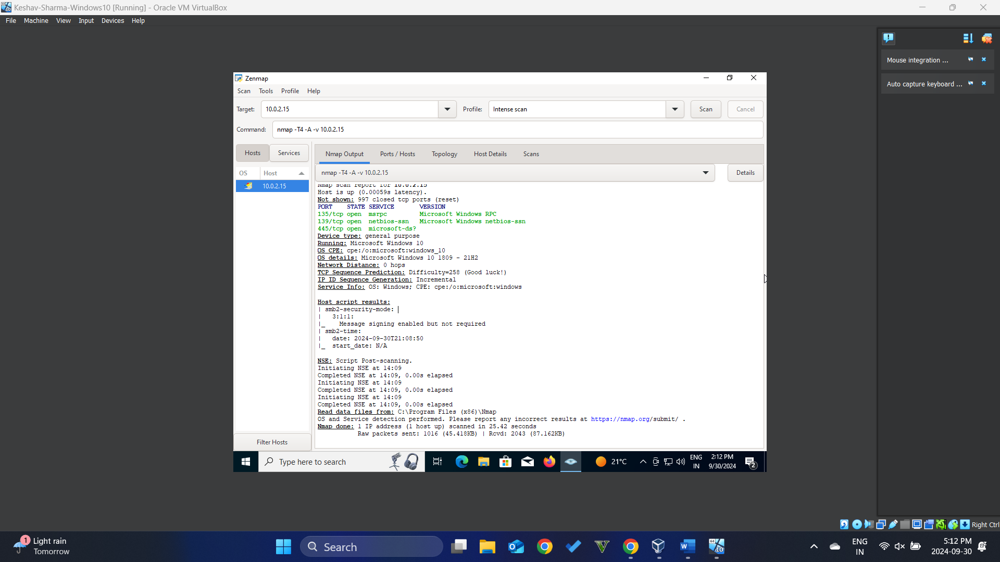 Keshav-Sharma-Windows10 [Running] - Oracle VM VirtualBox
File Machine View Input Devices Help
Mouse integration ...
Auto capture keyboard ...
Zenmap
Scan Tools Profile Help
Target: 10.0.2.15 Profile: Intense scan Scan Cancel
Command: nmap -T4 -A -v 10.0.2.15
Hosts Services
Nmap Output Ports / Hosts Topology Host Details Scans
OS Host
nmap -T4 -A -v 10.0.2.15 Details
10.0.2.15
Nmap scan report for 10.0.2.15
Host is up (0.00059s latency).
Not shown: 997 closed tcp ports (reset)
PORT STATE SERVICE VERSION
135/tcp open msrpc Microsoft Windows RPC
139/tcp open netbios-ssn Microsoft Windows netbios-ssn
445/tcp open microsoft-ds?
Device type: general purpose
Running: Microsoft Windows 10
OS CPE: cpe:/o:microsoft:windows_10
OS details: Microsoft Windows 10 1809 - 21H2
Network Distance: 0 hops
TCP Sequence Prediction: Difficulty=258 (Good luck!)
IP ID Sequence Generation: Incremental
Service Info: OS: Windows; CPE: cpe:/o:microsoft:windows
Host script results:
| smb2-security-mode:
| 3:1:1:
|_ Message signing enabled but not required
| smb2-time:
| date: 2024-09-30T21:08:50
|_ start_date: N/A
NSE: Script Post-scanning.
Initiating NSE at 14:09
Completed NSE at 14:09, 0.00s elapsed
Initiating NSE at 14:09
Completed NSE at 14:09, 0.00s elapsed
Initiating NSE at 14:09
Completed NSE at 14:09, 0.00s elapsed
Read data files from: C:\Program Files (x86)\Nmap
OS and Service detection performed. Please report any incorrect results at https://nmap.org/submit/ .
Nmap done: 1 IP address (1 host up) scanned in 25.42 seconds
Raw packets sent: 1016 (45.418KB) | Rcvd: 2043 (87.162KB)
Filter Hosts
Type here to search
21°C
ENG
IN
2:12 PM
9/30/2024
2
Right Ctrl
1
Light rain
Tomorrow
Search
64
10
ENG
IN
5:12 PM
2024-09-30